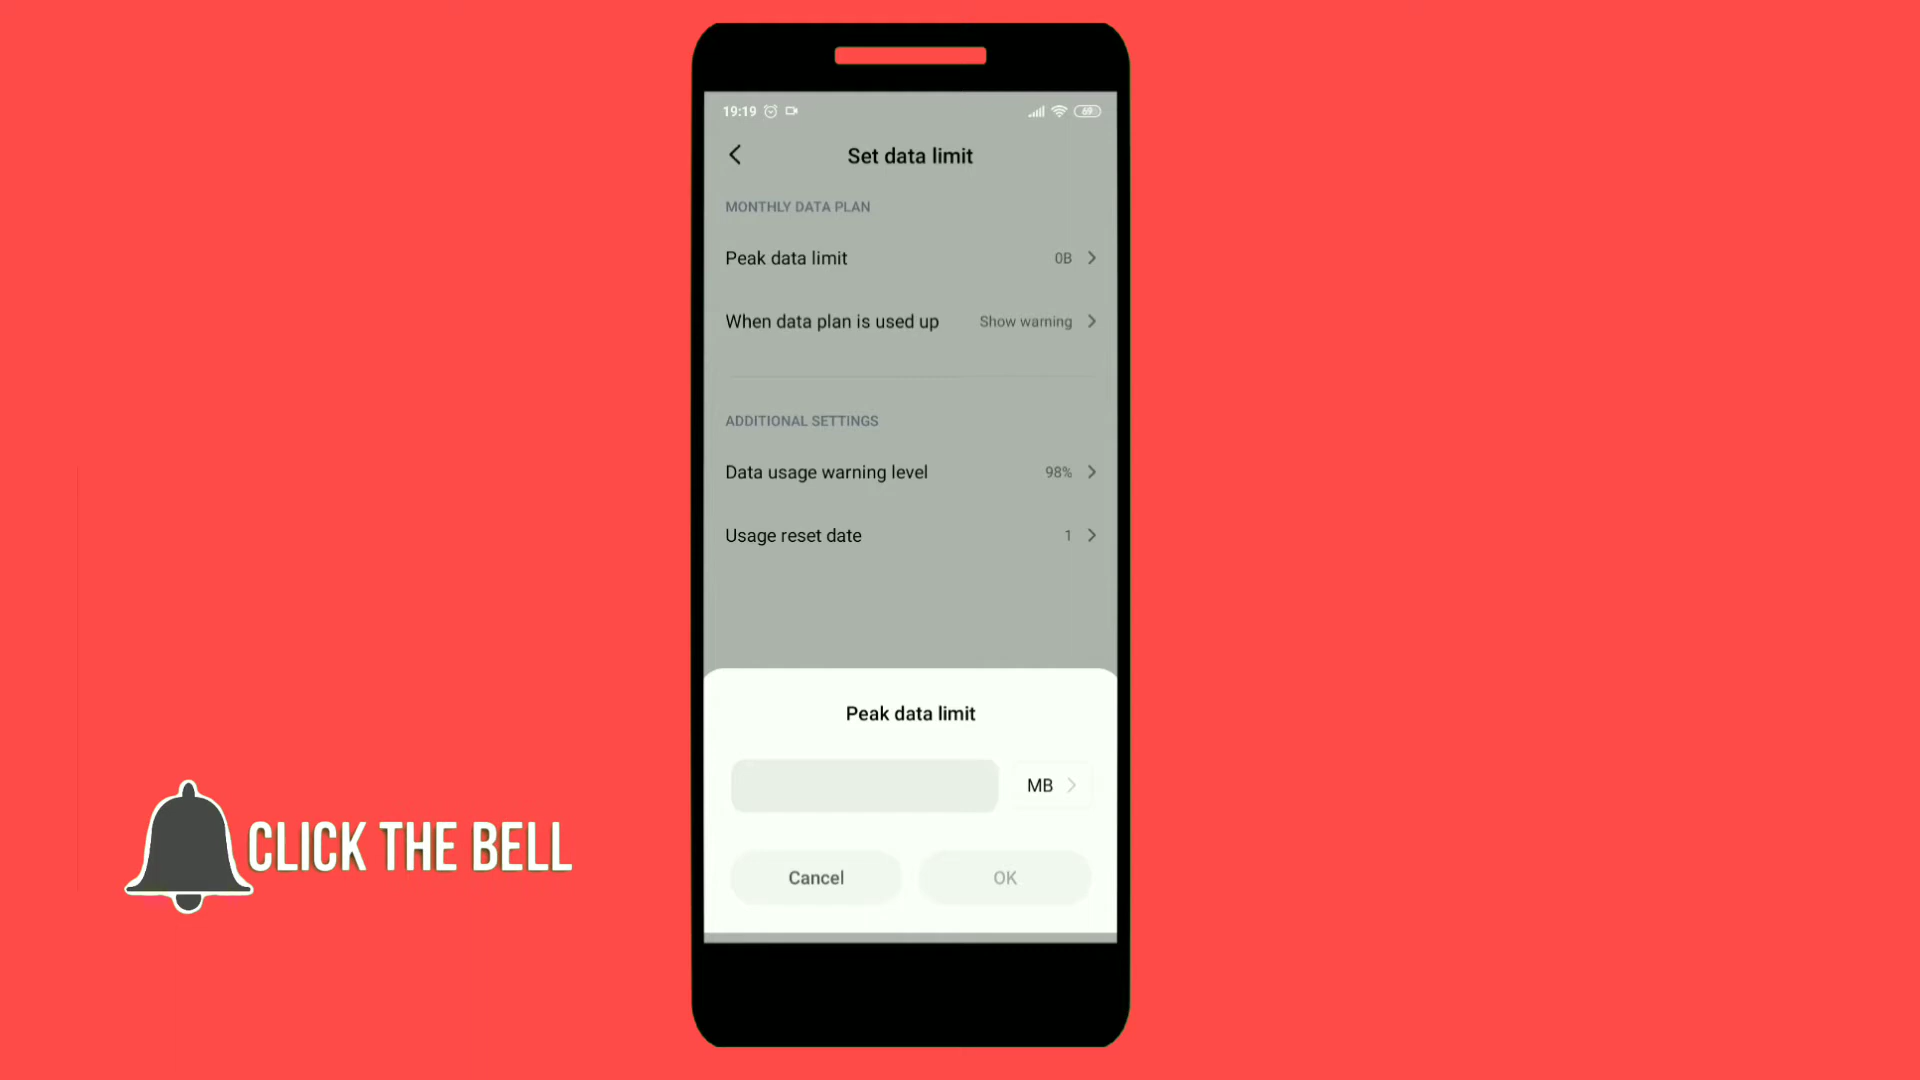 19:19
69
Set data limit
MONTHLY DATA PLAN
Peak data limit 0B
When data plan is used up Show warning
ADDITIONAL SETTINGS
Data usage warning level 98%
Usage reset date 1
Peak data limit
MB
Cancel OK
CLICK THE BELL